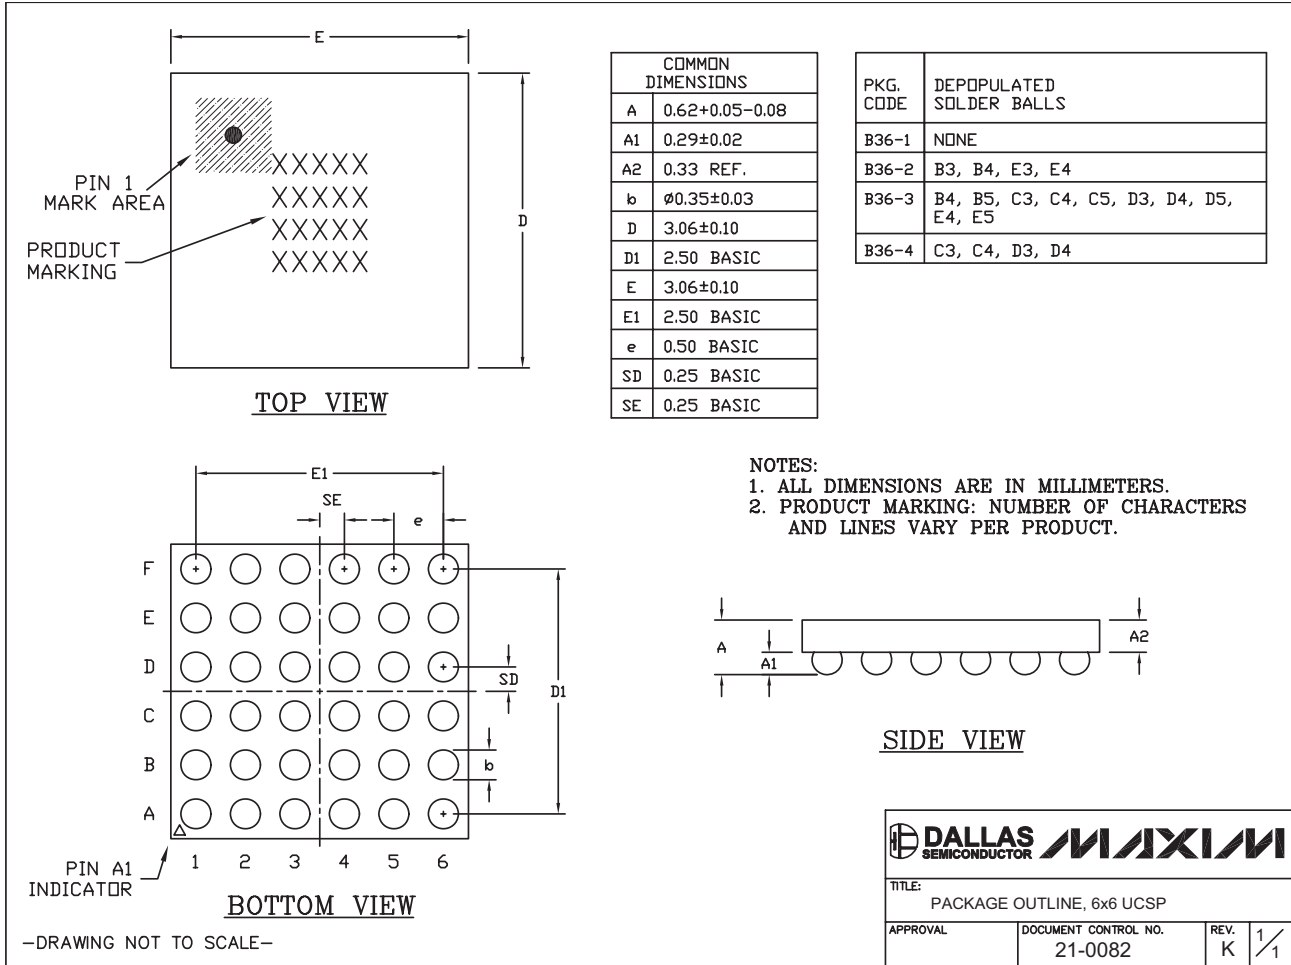 E
PIN 1
MARK AREA
XXXXX
XXXXX
XXXXX
XXXXX
PRODUCT
MARKING
D
TOP VIEW
COMMON
DIMENSIONS
A 0.62+0.05-0.08
A1 0.29±0.02
A2 0.33 REF.
b Ø0.35±0.03
D 3.06±0.10
D1 2.50 BASIC
E 3.06±0.10
E1 2.50 BASIC
e 0.50 BASIC
SD 0.25 BASIC
SE 0.25 BASIC
PKG. CODE DEPOPULATED SOLDER BALLS
B36-1 NONE
B36-2 B3, B4, E3, E4
B36-3 B4, B5, C3, C4, C5, D3, D4, D5,
E4, E5
B36-4 C3, C4, D3, D4
NOTES:
1. ALL DIMENSIONS ARE IN MILLIMETERS.
2. PRODUCT MARKING: NUMBER OF CHARACTERS
AND LINES VARY PER PRODUCT.
E1
SE
e
F
E
D
C
B
A
SD
D1
b
1 2 3 4 5 6
PIN A1
INDICATOR
BOTTOM VIEW
-DRAWING NOT TO SCALE-
A
A1
A2
SIDE VIEW
DALLAS
SEMICONDUCTOR
MAXIM
TITLE:
PACKAGE OUTLINE, 6x6 UCSP
APPROVAL
DOCUMENT CONTROL NO.
21-0082
REV.
K
1/1